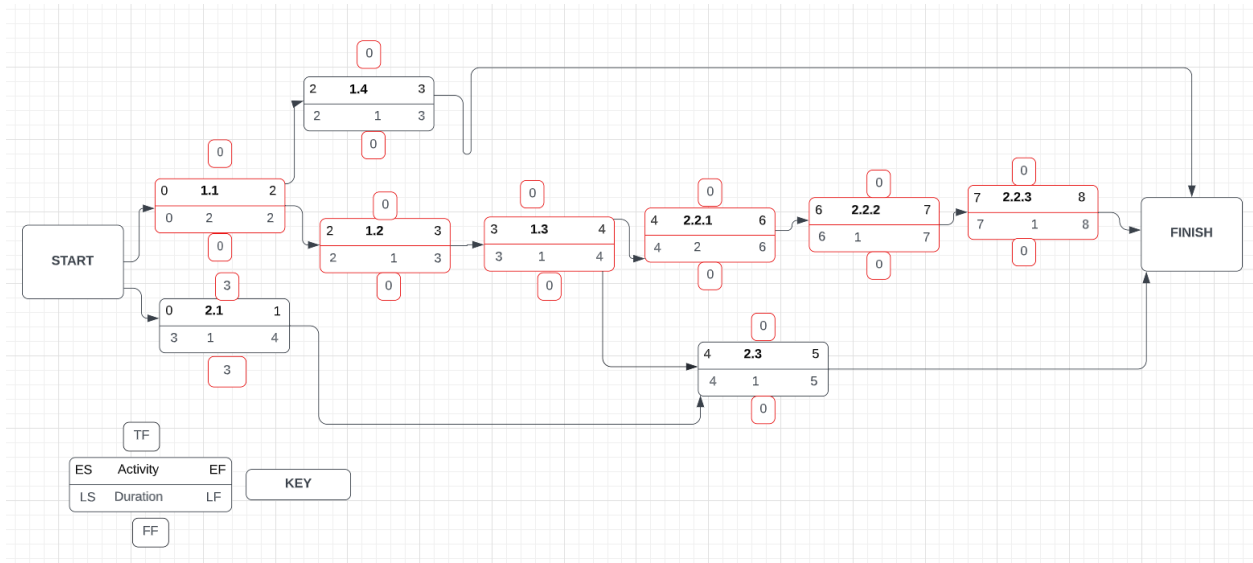 0
2 1.4 3
2 1 3
0
0
0 1.1 2
0 2 2
0
0
2 1.2 3
2 1 3
0
0
3 1.3 4
3 1 4
0
0
4 2.2.1 6
4 2 6
0
0
6 2.2.2 7
6 1 7
0
0
7 2.2.3 8
7 1 8
0
START
FINISH
3
0 2.1 1
3 1 4
3
0
4 2.3 5
4 1 5
0
TF
ES Activity EF
LS Duration LF
FF
KEY